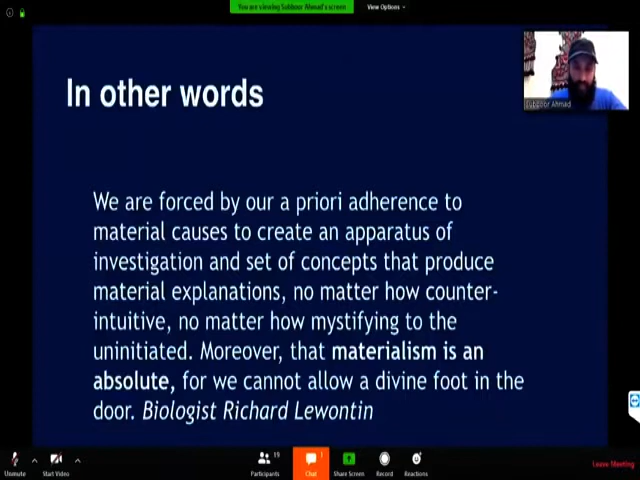 You are viewing Subboor Ahmad's screen
View Options
In other words
Subboor Ahmad
We are forced by our a priori adherence to
material causes to create an apparatus of
investigation and set of concepts that produce
material explanations, no matter how counter-
intuitive, no matter how mystifying to the
uninitiated. Moreover, that materialism is an
absolute, for we cannot allow a divine foot in the
door. Biologist Richard Lewontin
Unmute
Start Video
Participants
19
Chat
1
Share Screen
Record
Reactions
Leave Meeting